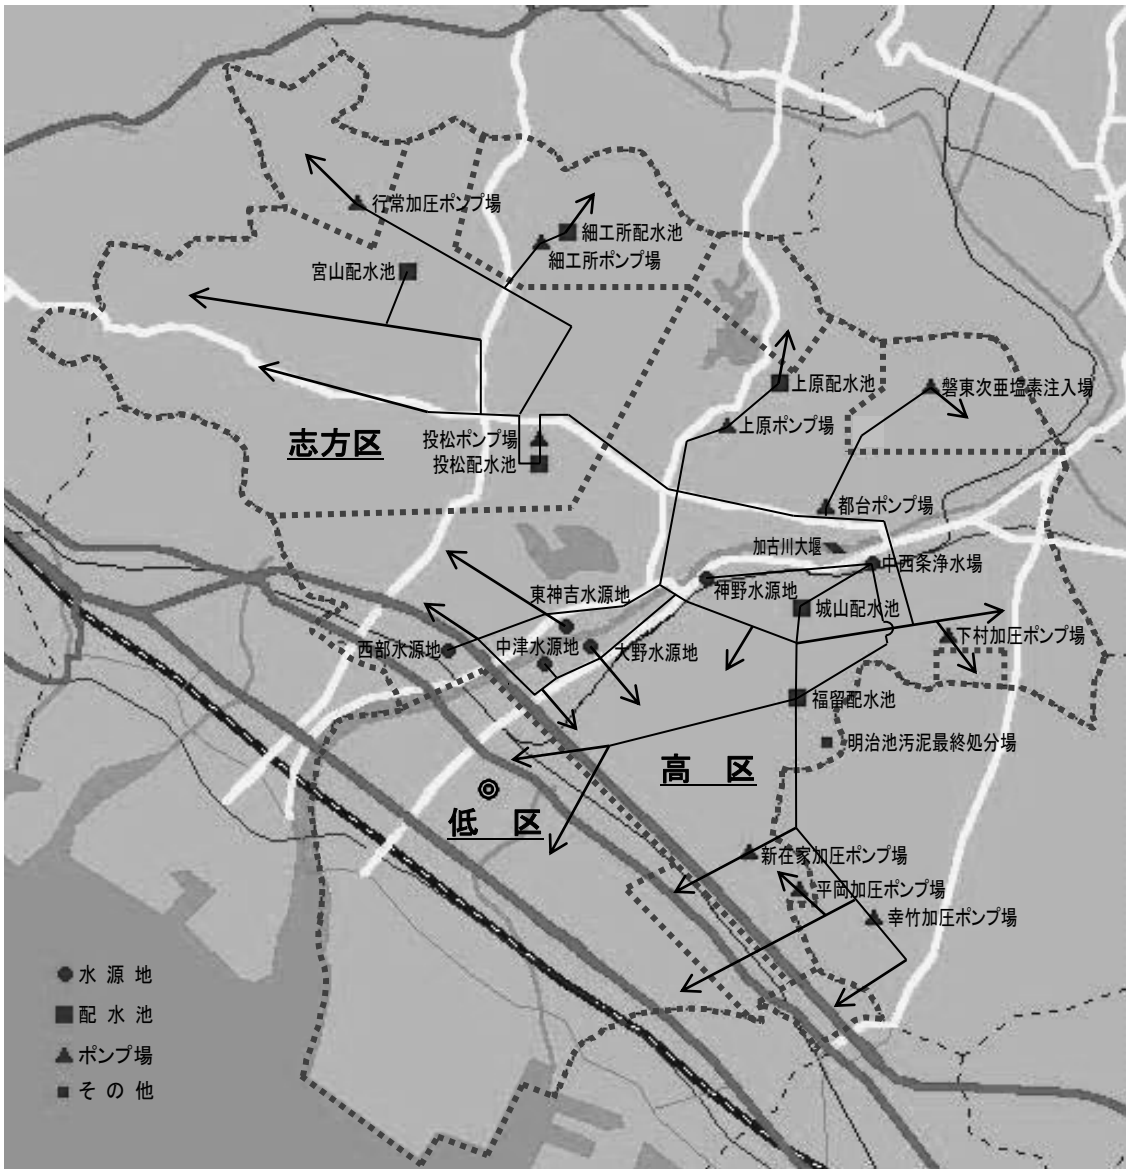 行常加圧ポンプ場
細工所配水池
細工所ポンプ場
宮山配水池
上原配水池
磐東次亜塩素注入場
上原ポンプ場
志方区
投松ポンプ場
投松配水池
都台ポンプ場
加古川大堰
中西条浄水場
神野水源地
東神吉水源地
城山配水池
下村加圧ポンプ場
西部水源地
中津水源地
大野水源地
福留配水池
明治池汚泥最終処分場
高 区
低 区
新在家加圧ポンプ場
平岡加圧ポンプ場
幸竹加圧ポンプ場
水 源 地
配 水 池
ポンプ場
そ の 他